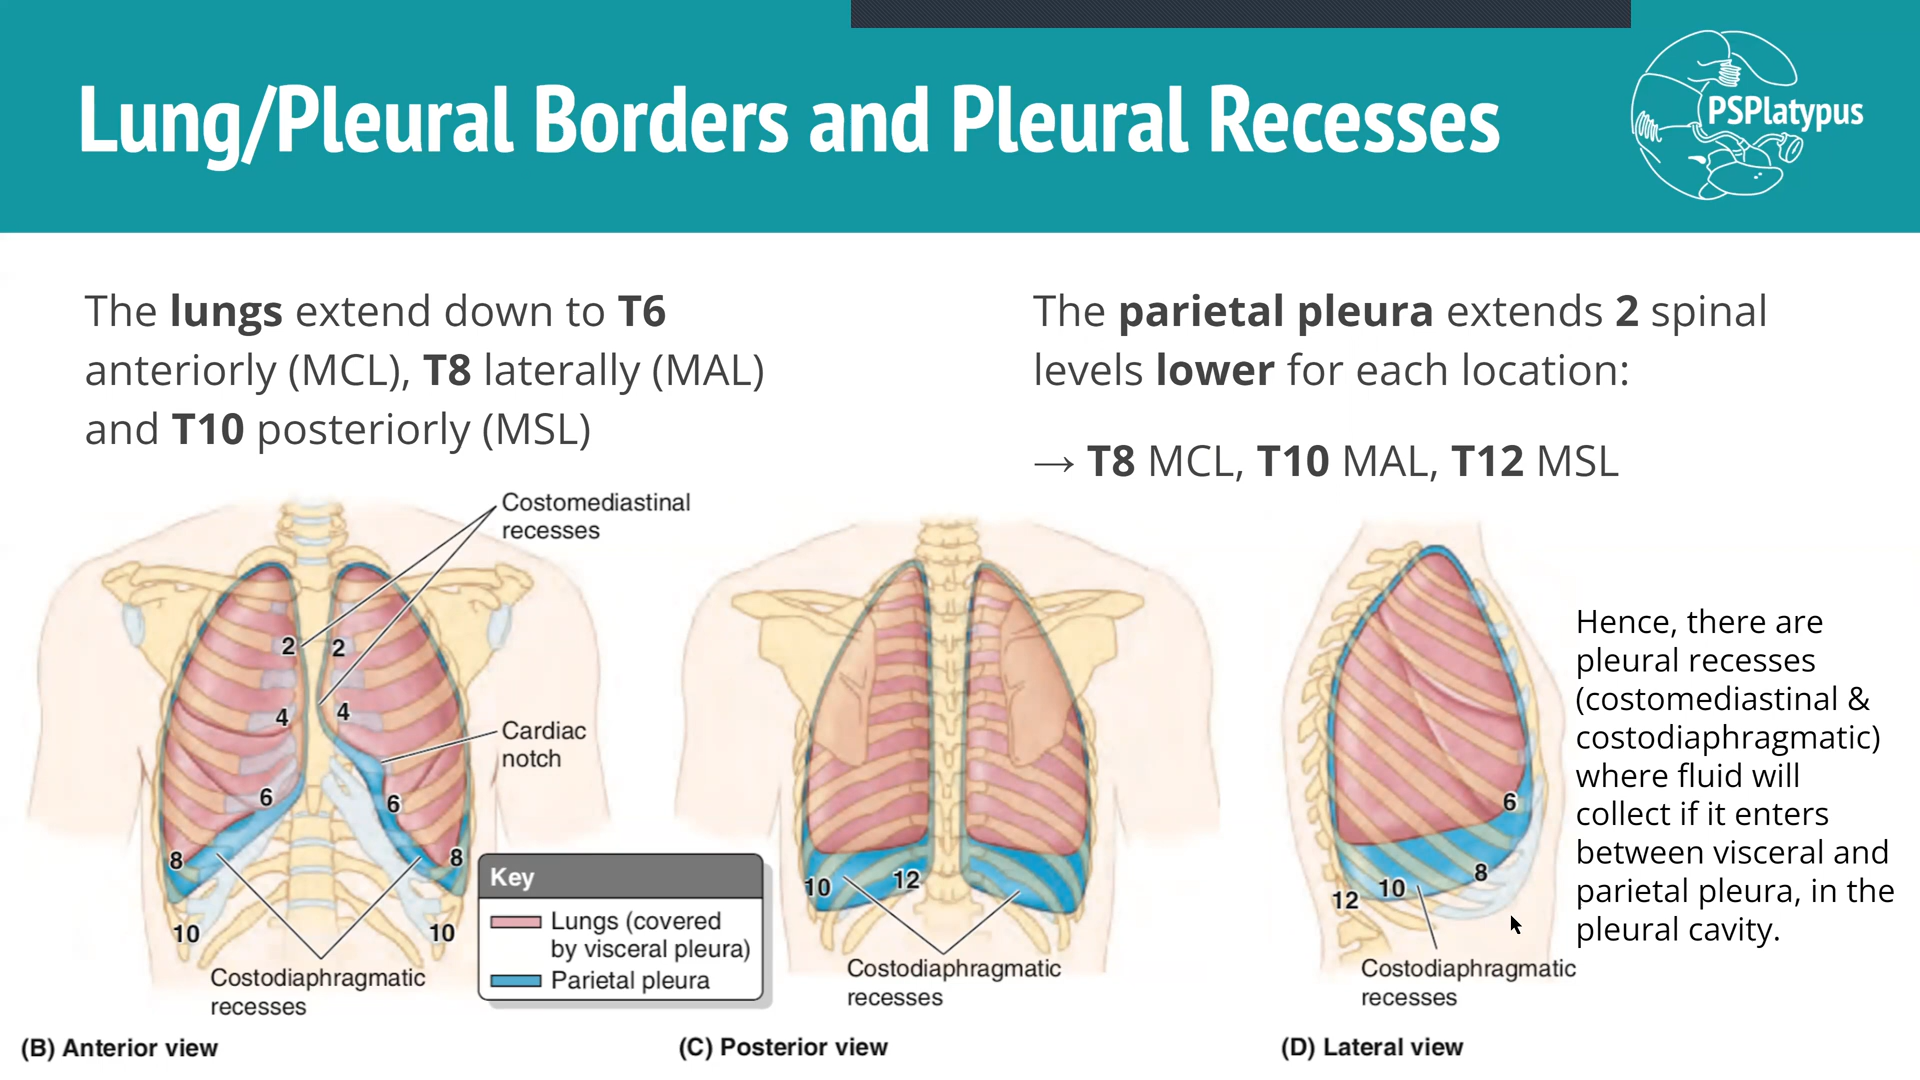 Lung/Pleural Borders and Pleural Recesses
PSPlatypus
The lungs extend down to T6
anteriorly (MCL), T8 laterally (MAL)
and T10 posteriorly (MSL)
The parietal pleura extends 2 spinal
levels lower for each location:
→ T8 MCL, T10 MAL, T12 MSL
Costomediastinal
recesses
2
2
4
4
Cardiac
notch
6
6
8
8
10
10
Costodiaphragmatic
recesses
Key
Lungs (covered
by visceral pleura)
Parietal pleura
(B) Anterior view
10
12
Costodiaphragmatic
recesses
(C) Posterior view
6
8
10
12
Costodiaphragmatic
recesses
(D) Lateral view
Hence, there are
pleural recesses
(costomediastinal &
costodiaphragmatic)
where fluid will
collect if it enters
between visceral and
parietal pleura, in the
pleural cavity.